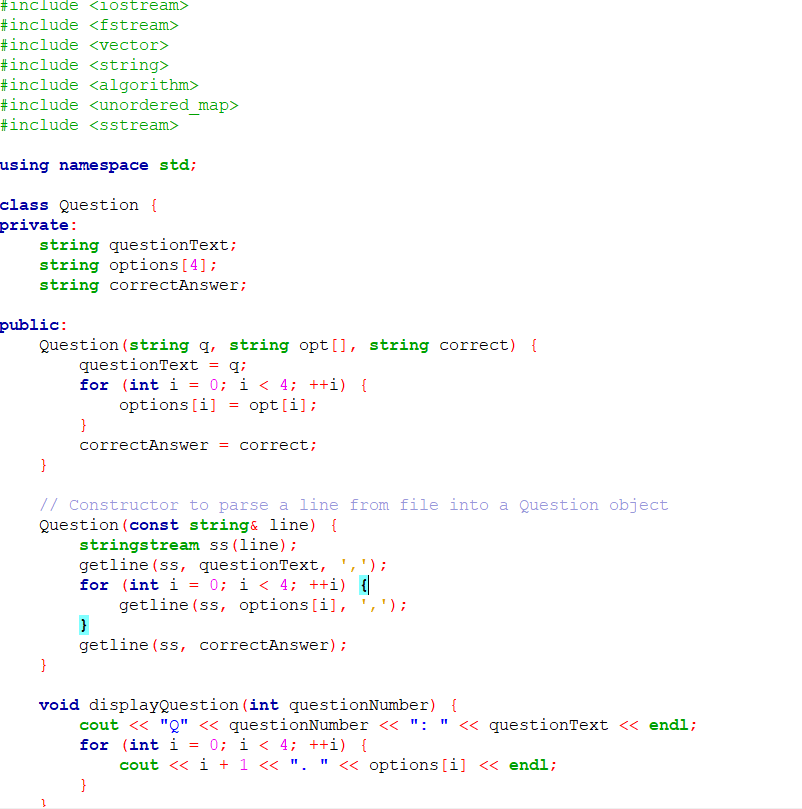 #include <iostream>
#include <fstream>
#include <vector>
#include <string>
#include <algorithm>
#include <unordered_map>
#include <sstream>

using namespace std;

class Question {
private:
    string questionText;
    string options[4];
    string correctAnswer;

public:
    Question(string q, string opt[], string correct) {
        questionText = q;
        for (int i = 0; i < 4; ++i) {
            options[i] = opt[i];
        }
        correctAnswer = correct;
    }

    // Constructor to parse a line from file into a Question object
    Question(const string& line) {
        stringstream ss(line);
        getline(ss, questionText, ',');
        for (int i = 0; i < 4; ++i) {
            getline(ss, options[i], ',');
        }
        getline(ss, correctAnswer);
    }

    void displayQuestion(int questionNumber) {
        cout << "Q" << questionNumber << ": " << questionText << endl;
        for (int i = 0; i < 4; ++i) {
            cout << i + 1 << ". " << options[i] << endl;
        }
    }